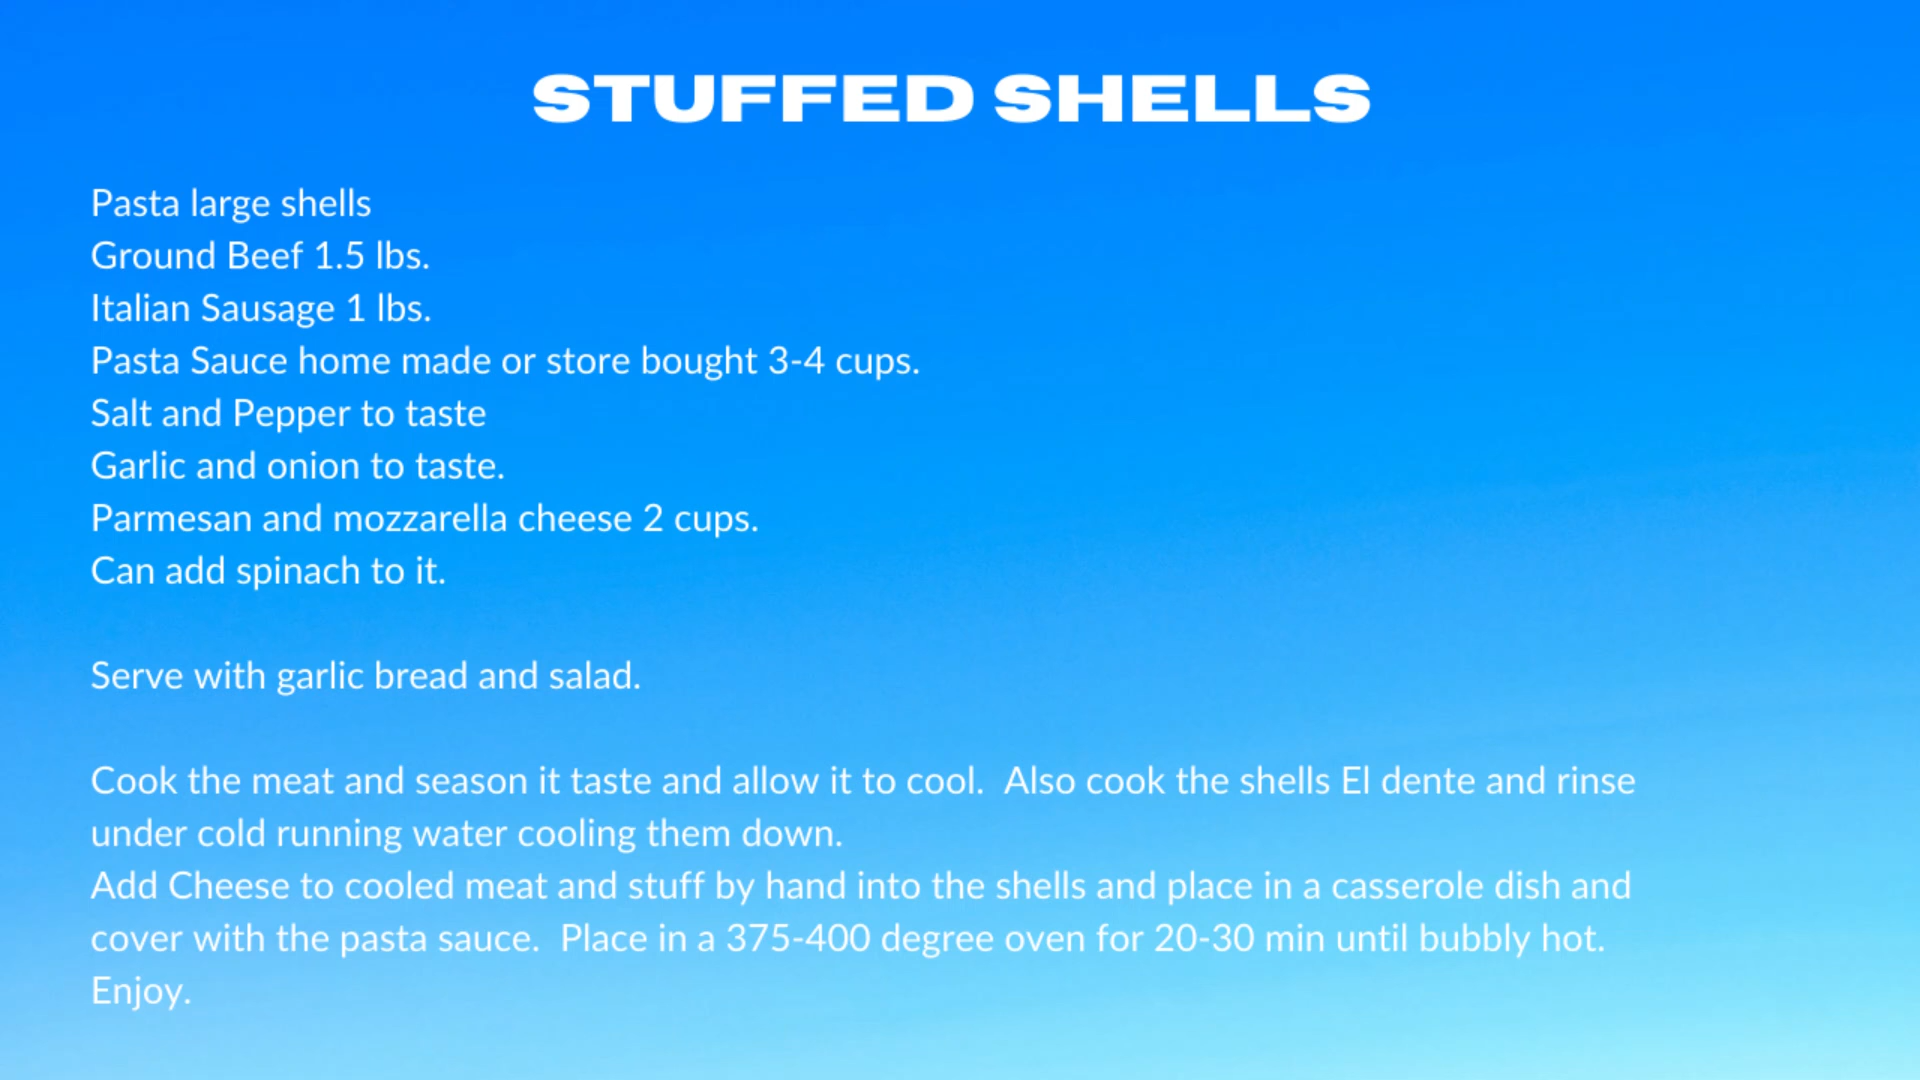 STUFFED SHELLS
Pasta large shells
Ground Beef 1.5 lbs.
Italian Sausage 1 lbs.
Pasta Sauce home made or store bought 3-4 cups.
Salt and Pepper to taste
Garlic and onion to taste.
Parmesan and mozzarella cheese 2 cups.
Can add spinach to it.
Serve with garlic bread and salad.
Cook the meat and season it taste and allow it to cool.  Also cook the shells El dente and rinse
under cold running water cooling them down.
Add Cheese to cooled meat and stuff by hand into the shells and place in a casserole dish and
cover with the pasta sauce.  Place in a 375-400 degree oven for 20-30 min until bubbly hot.
Enjoy.